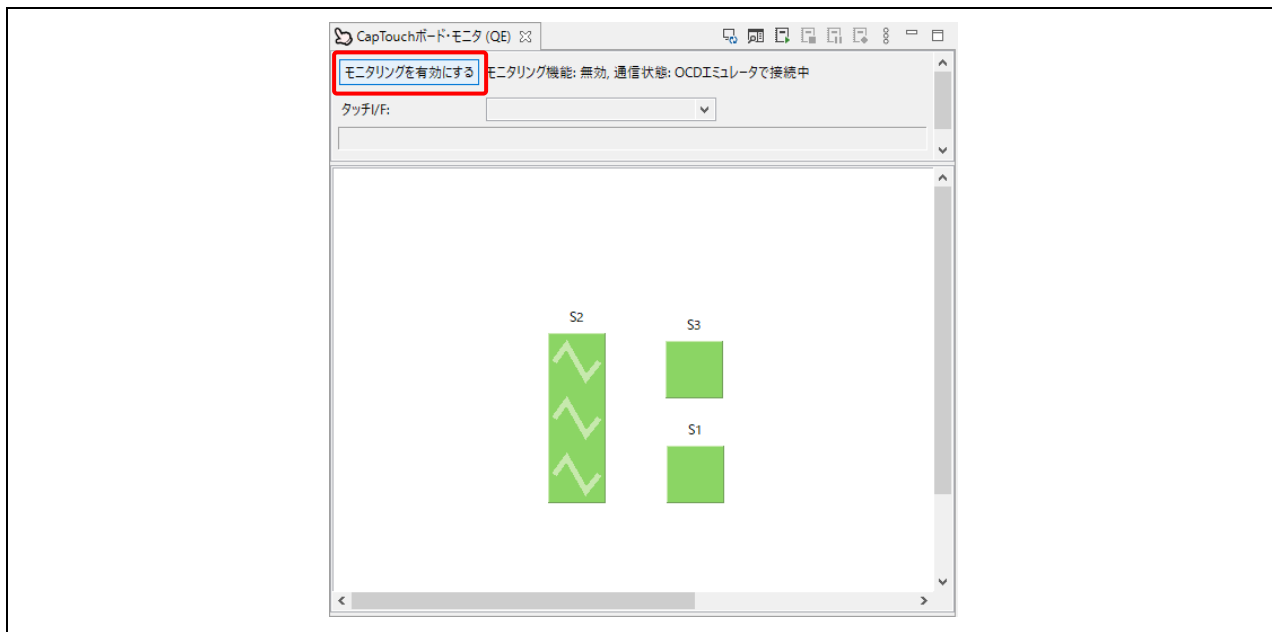 CapTouchボード・モニタ (QE)
モニタリングを有効にする モニタリング機能: 無効, 通信状態: OCDエミュレータで接続中
タッチI/F:
S2
S3
S1